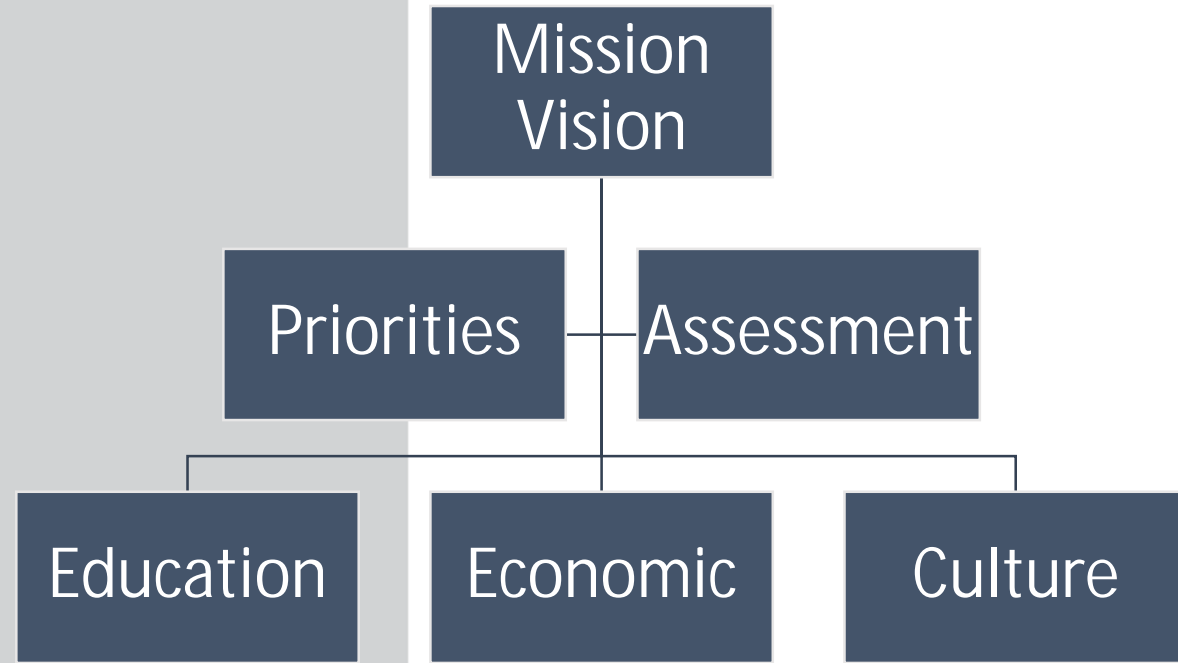 Mission
Vision
Priorities
Assessment
Education
Economic
Culture